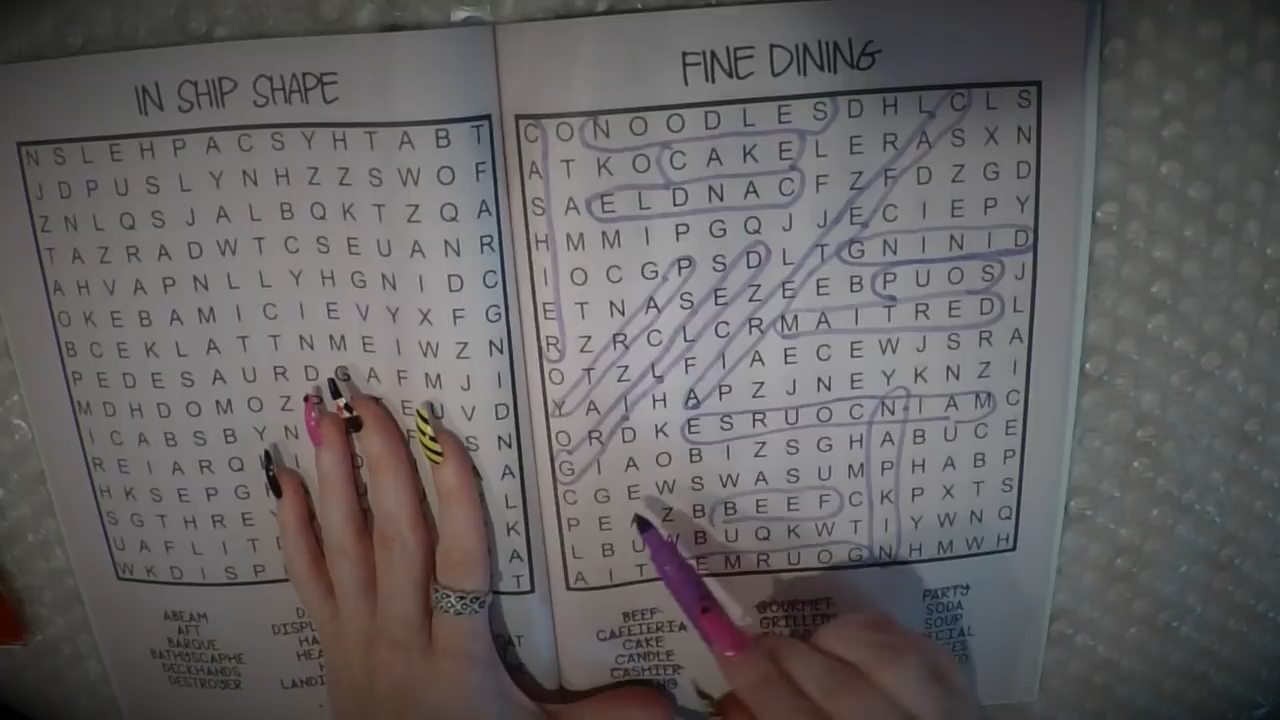 IN SHIP SHAPE
N S L E H P A C S Y H T A B T
J D P U S L Y N H Z Z S W O F
Z N L Q S J A L B Q K T Z Q A
T A Z R A D W T C S E U A N R
A H V A P N L L Y H G N I D C
O K E B A M I C I E V Y X F G
B C E K L A T T N M E I W Z N
P E D E S A U R D G A F M J I
M D H D O M O Z E U V D
I C A B S B Y N S N
R E I A R Q A
H K S E P G L
S G T H R E K
U A F L I T A
W K D I S P T
ABEAM
AFT
BARQUE
BATHYSCAPHE
DECKHANDS
DESTROYER
FINE DINING
C O N O O D L E S D H L C L S
A T K O C A K E L E R A S X N
S A E L D N A C F Z F D Z G D
H M M I P G Q J J E C I E P Y
I O C G P S D L T G N I N I D
E T N A S E Z E E B P U O S J
R Z R C L C R M A I T R E D L
O T Z L F I A E C E W J S R A
Y A I H A P Z J N E Y K N Z I
O R D K E S R U O C N I A M C
G I A O B I Z S G H A B U C E
C G E W S W A S U M P H A B P
P E Z B B E E F C K P X T S
L B U W B U Q K W T I Y W N Q
A I T E M R U O G N H M W H
BEEF
CAFETERIA
CAKE
CANDLE
CASHIER
GOURMET
GRILLED
PARTY
SODA
SOUP